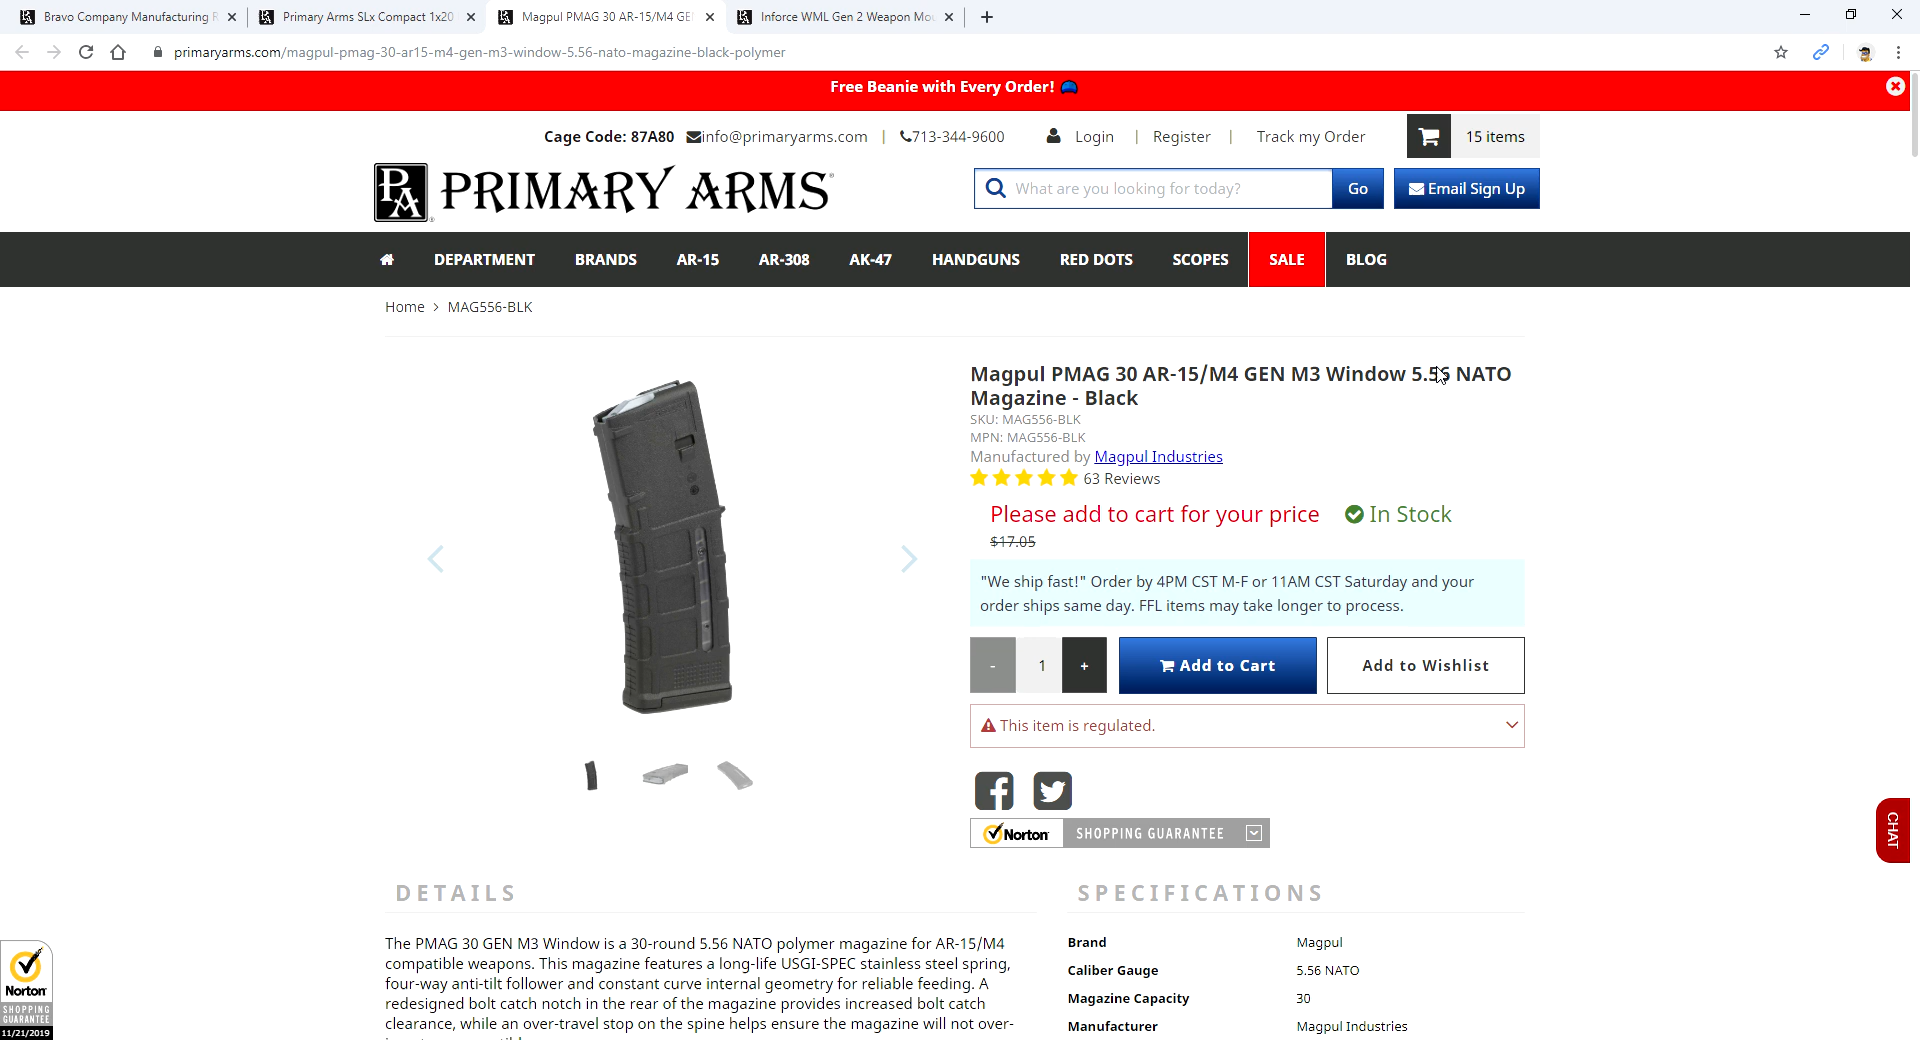 Bravo Company Manufacturing R
Primary Arms SLx Compact 1x20
Magpul PMAG 30 AR-15/M4 GE
Inforce WML Gen 2 Weapon Mou
primaryarms.com/magpul-pmag-30-ar15-m4-gen-m3-window-5.56-nato-magazine-black-polymer
Free Beanie with Every Order!
Cage Code: 87A80 info@primaryarms.com | 713-344-9600 Login | Register | Track my Order 15 items
PA PRIMARY ARMS
What are you looking for today? Go Email Sign Up
DEPARTMENT BRANDS AR-15 AR-308 AK-47 HANDGUNS RED DOTS SCOPES SALE BLOG
Home > MAG556-BLK
Magpul PMAG 30 AR-15/M4 GEN M3 Window 5.56 NATO
Magazine - Black
SKU: MAG556-BLK
MPN: MAG556-BLK
Manufactured by Magpul Industries
63 Reviews
Please add to cart for your price In Stock
$17.05
"We ship fast!" Order by 4PM CST M-F or 11AM CST Saturday and your
order ships same day. FFL items may take longer to process.
- 1 + Add to Cart Add to Wishlist
This item is regulated.
Norton SHOPPING GUARANTEE
CHAT
DETAILS
The PMAG 30 GEN M3 Window is a 30-round 5.56 NATO polymer magazine for AR-15/M4
compatible weapons. This magazine features a long-life USGI-SPEC stainless steel spring,
four-way anti-tilt follower and constant curve internal geometry for reliable feeding. A
redesigned bolt catch notch in the rear of the magazine provides increased bolt catch
clearance, while an over-travel stop on the spine helps ensure the magazine will not over-
SPECIFICATIONS
Brand Magpul
Caliber Gauge 5.56 NATO
Magazine Capacity 30
Manufacturer Magpul Industries
Norton
SHOPPING
GUARANTEE
11/21/2019